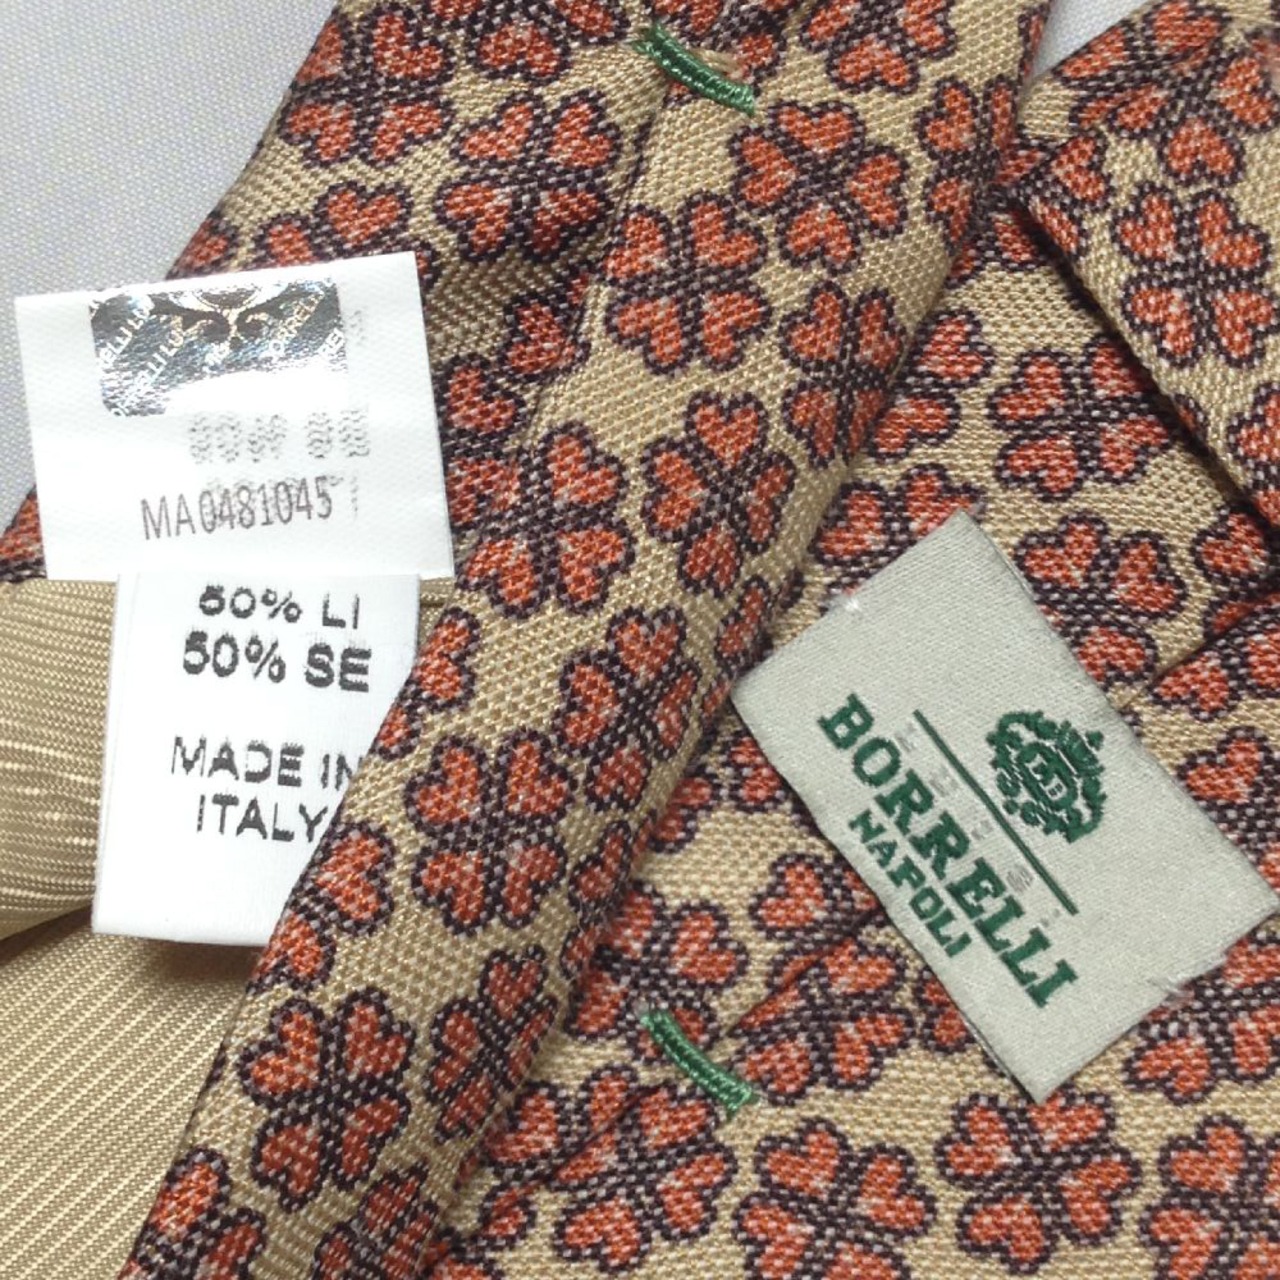 MA0481045
50% LI
50% SE
MADE IN
ITALY
BORRELLI
NAPOLI